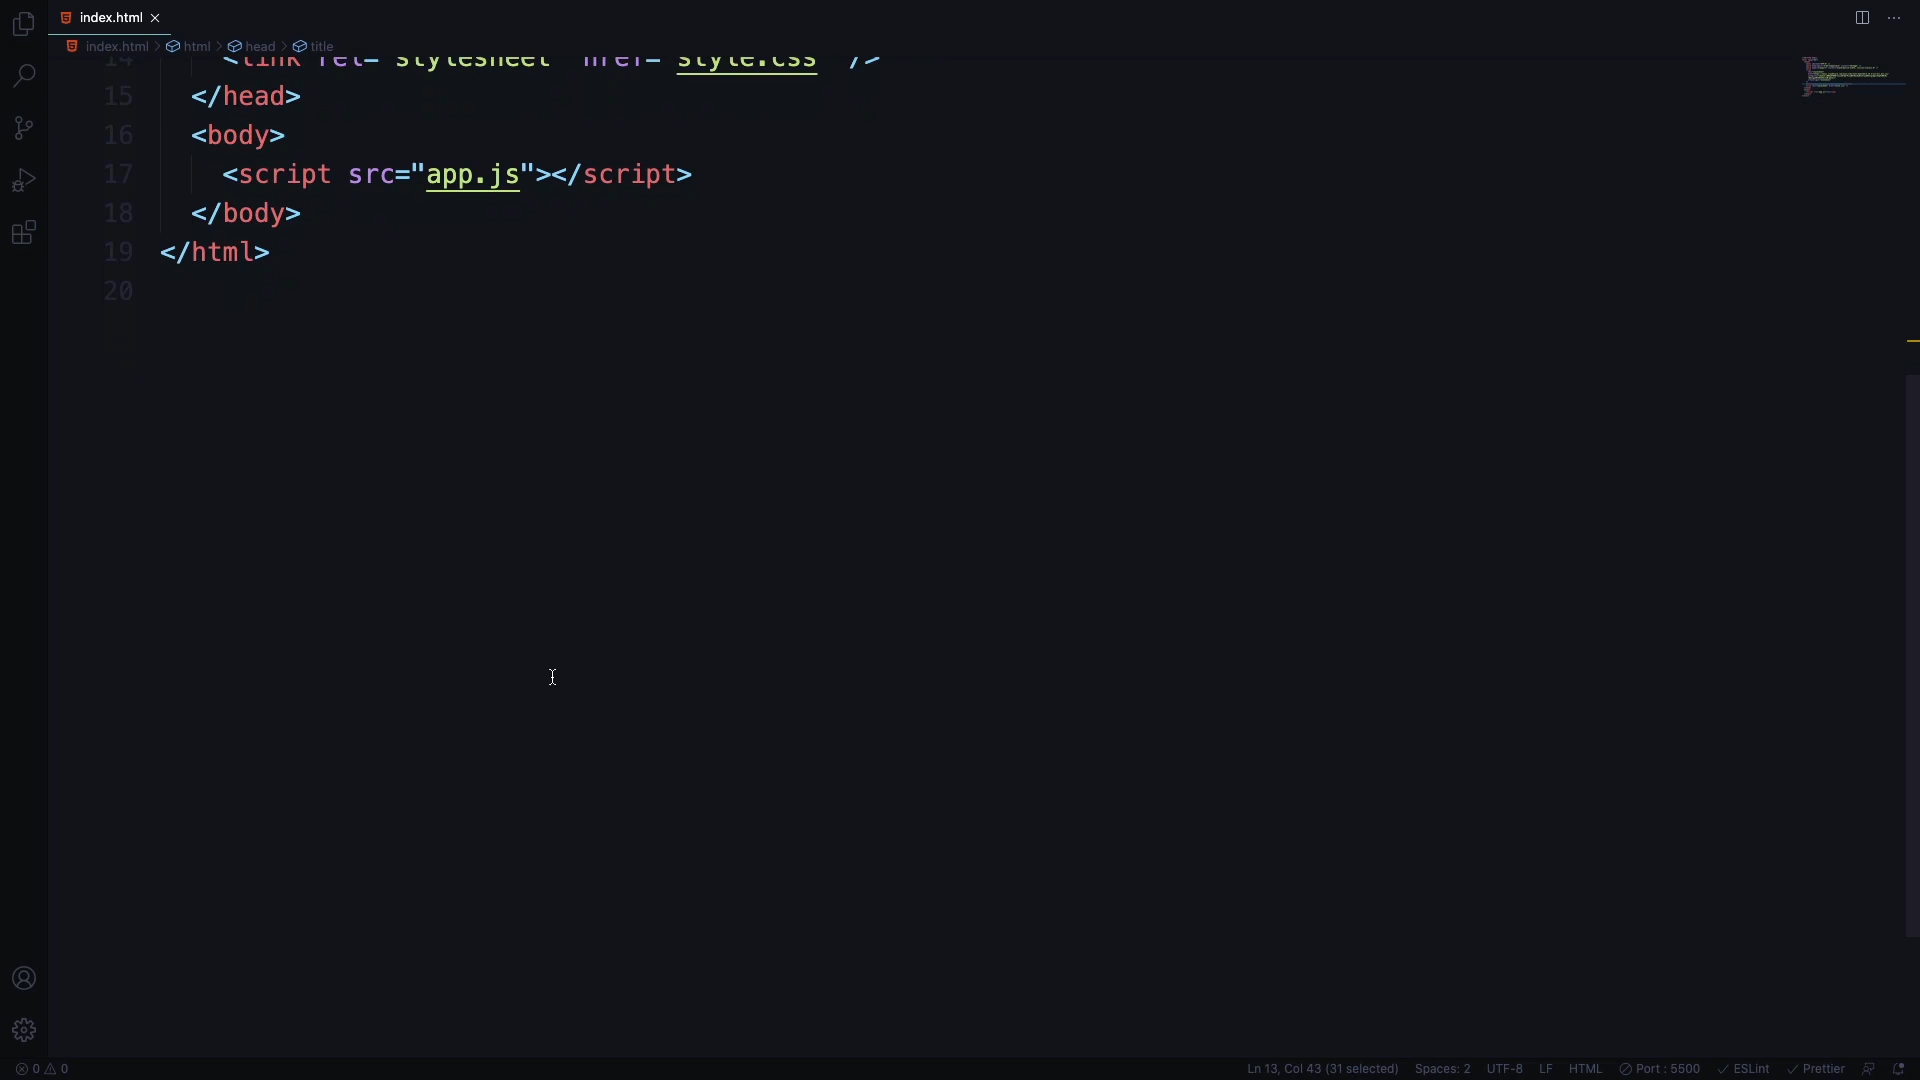 index.html
index.html > html > head > title
14 <link rel="stylesheet" href="style.css" />
15 </head>
16 <body>
17 <script src="app.js"></script>
18 </body>
19 </html>
20
0 0 Ln 13, Col 43 (31 selected) Spaces: 2 UTF-8 LF HTML Port : 5500 ESLint Prettier